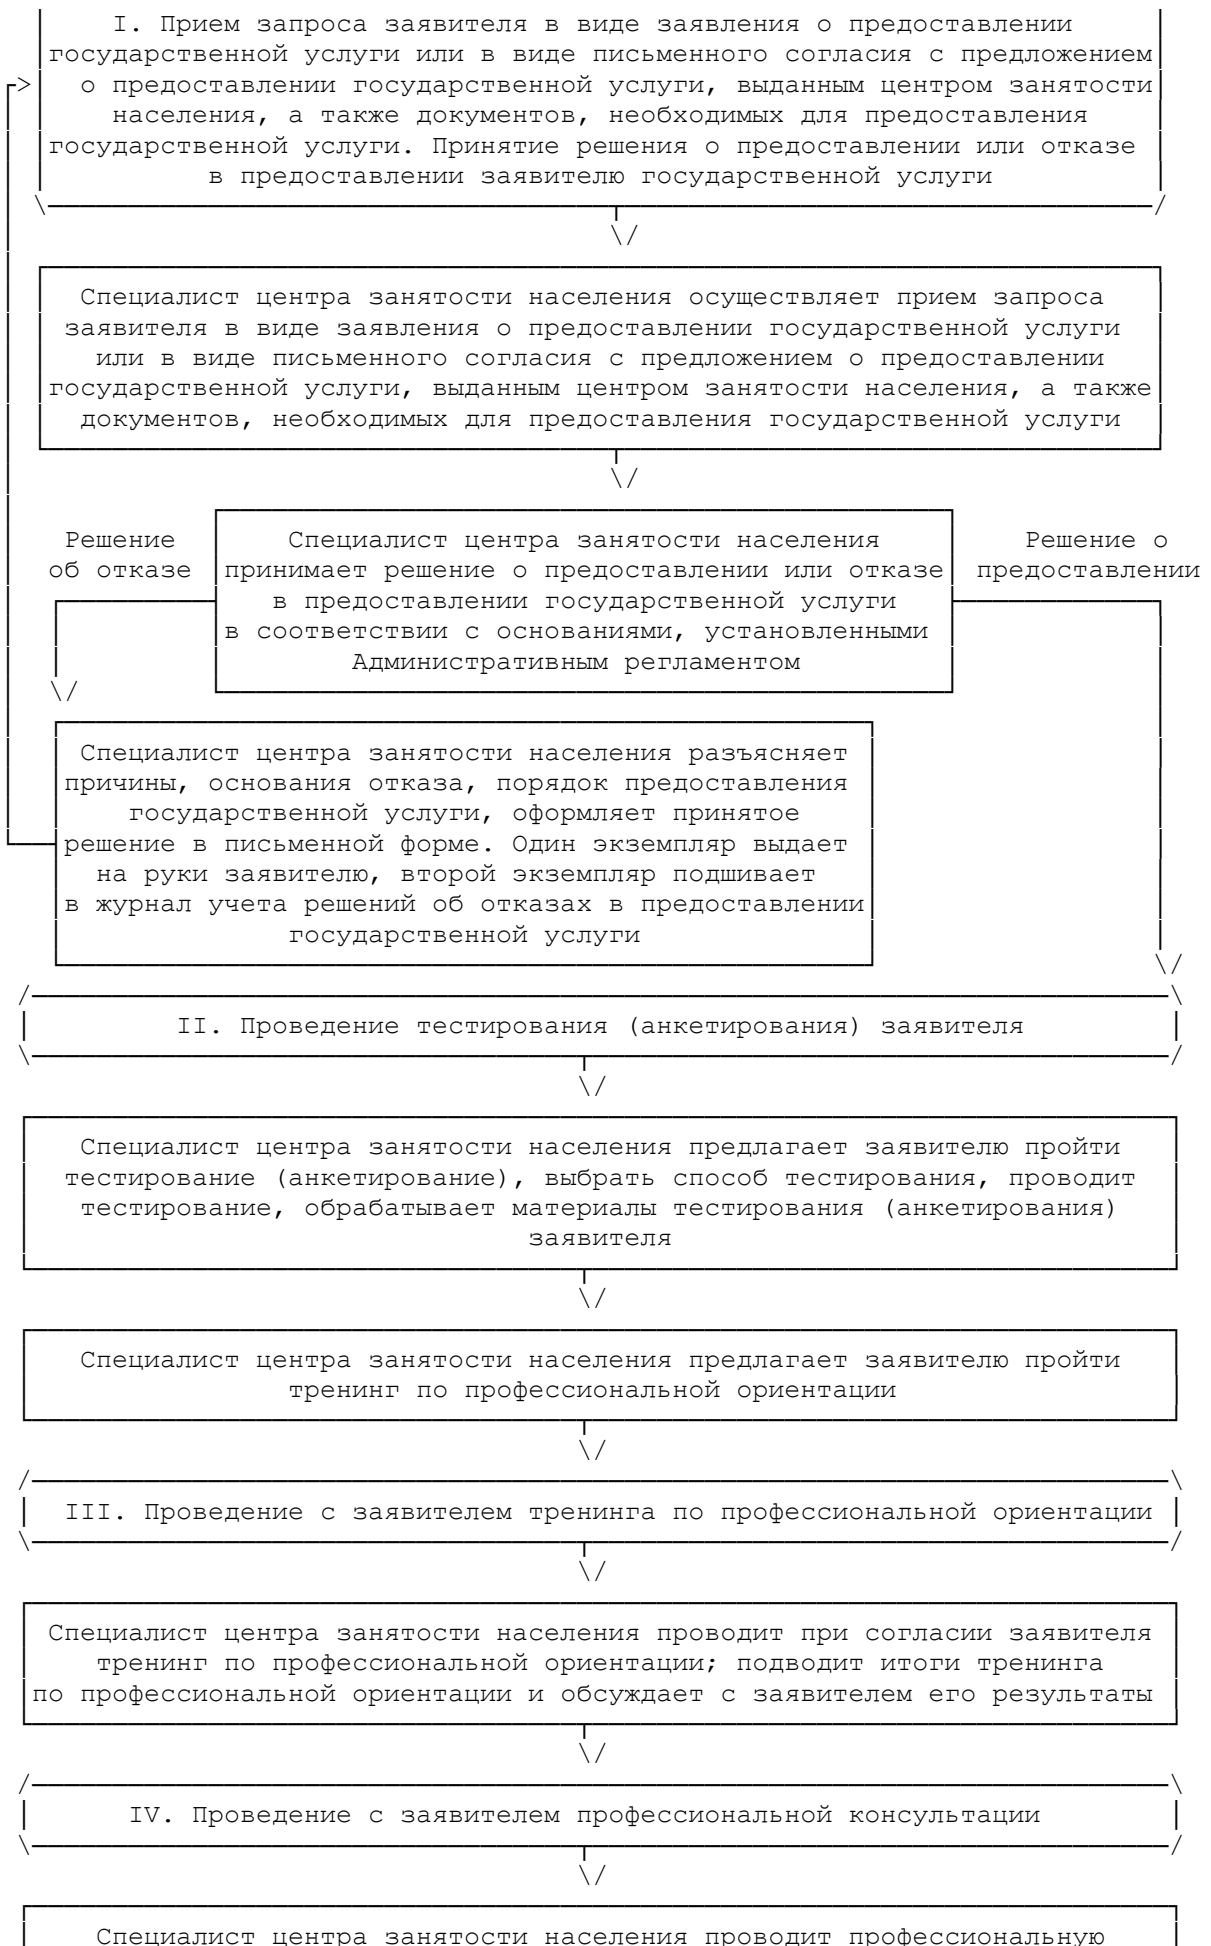 I. Прием запроса заявителя в виде заявления о предоставлении
государственной услуги или в виде письменного согласия с предложением
о предоставлении государственной услуги, выданным центром занятости
населения, а также документов, необходимых для предоставления
государственной услуги. Принятие решения о предоставлении или отказе
в предоставлении заявителю государственной услуги
Специалист центра занятости населения осуществляет прием запроса
заявителя в виде заявления о предоставлении государственной услуги
или в виде письменного согласия с предложением о предоставлении
государственной услуги, выданным центром занятости населения, а также
документов, необходимых для предоставления государственной услуги
Решение
об отказе
Специалист центра занятости населения
принимает решение о предоставлении или отказе
в предоставлении государственной услуги
в соответствии с основаниями, установленными
Административным регламентом
Решение о
предоставлении
Специалист центра занятости населения разъясняет
причины, основания отказа, порядок предоставления
государственной услуги, оформляет принятое
решение в письменной форме. Один экземпляр выдает
на руки заявителю, второй экземпляр подшивает
в журнал учета решений об отказах в предоставлении
государственной услуги
II. Проведение тестирования (анкетирования) заявителя
Специалист центра занятости населения предлагает заявителю пройти
тестирование (анкетирование), выбрать способ тестирования, проводит
тестирование, обрабатывает материалы тестирования (анкетирования)
заявителя
Специалист центра занятости населения предлагает заявителю пройти
тренинг по профессиональной ориентации
III. Проведение с заявителем тренинга по профессиональной ориентации
Специалист центра занятости населения проводит при согласии заявителя
тренинг по профессиональной ориентации; подводит итоги тренинга
по профессиональной ориентации и обсуждает с заявителем его результаты
IV. Проведение с заявителем профессиональной консультации
Специалист центра занятости населения проводит профессиональную